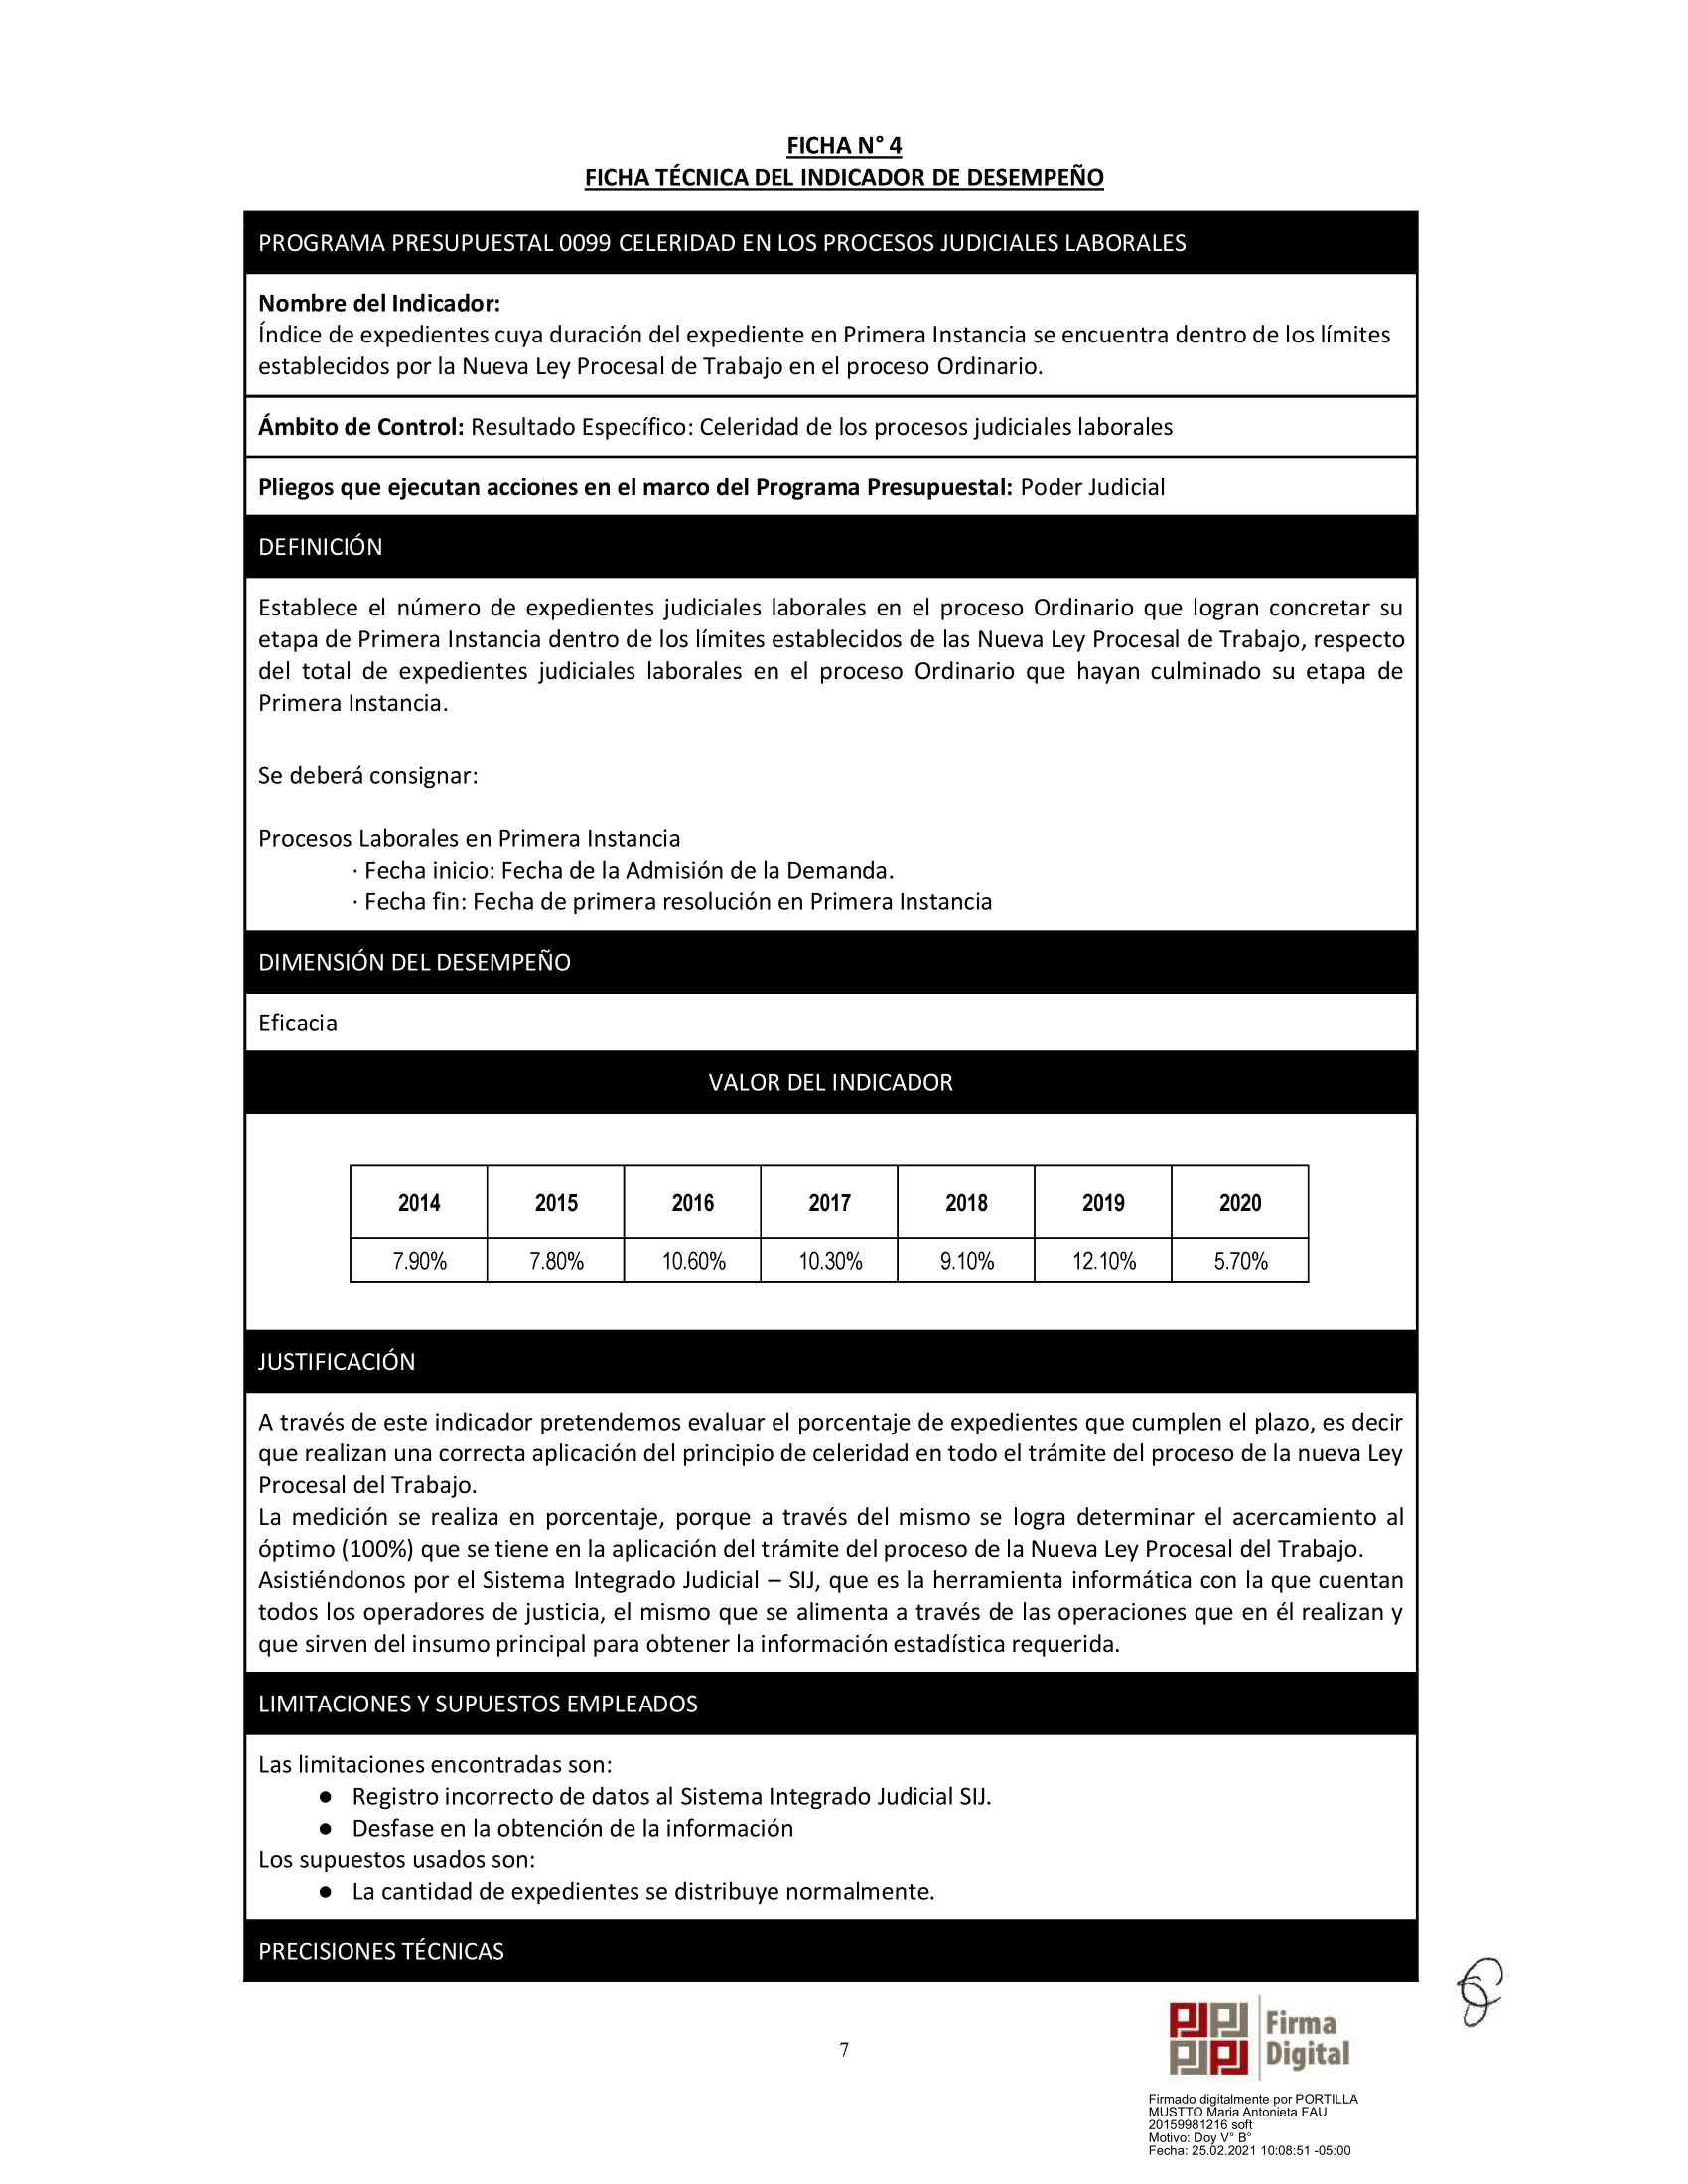 FICHA N° 4
FICHA TÉCNICA DEL INDICADOR DE DESEMPEÑO
PROGRAMA PRESUPUESTAL 0099 CELERIDAD EN LOS PROCESOS JUDICIALES LABORALES
Nombre del Indicador:
Índice de expedientes cuya duración del expediente en Primera Instancia se encuentra dentro de los límites
establecidos por la Nueva Ley Procesal de Trabajo en el proceso Ordinario.
Ámbito de Control: Resultado Específico: Celeridad de los procesos judiciales laborales
Pliegos que ejecutan acciones en el marco del Programa Presupuestal: Poder Judicial
DEFINICIÓN
Establece el número de expedientes judiciales laborales en el proceso Ordinario que logran concretar su
etapa de Primera Instancia dentro de los límites establecidos de las Nueva Ley Procesal de Trabajo, respecto
del total de expedientes judiciales laborales en el proceso Ordinario que hayan culminado su etapa de
Primera Instancia.
Se deberá consignar:
Procesos Laborales en Primera Instancia
· Fecha inicio: Fecha de la Admisión de la Demanda.
· Fecha fin: Fecha de primera resolución en Primera Instancia
DIMENSIÓN DEL DESEMPEÑO
Eficacia
VALOR DEL INDICADOR
2014 2015 2016 2017 2018 2019 2020
7.90% 7.80% 10.60% 10.30% 9.10% 12.10% 5.70%
JUSTIFICACIÓN
A través de este indicador pretendemos evaluar el porcentaje de expedientes que cumplen el plazo, es decir
que realizan una correcta aplicación del principio de celeridad en todo el trámite del proceso de la nueva Ley
Procesal del Trabajo.
La medición se realiza en porcentaje, porque a través del mismo se logra determinar el acercamiento al
óptimo (100%) que se tiene en la aplicación del trámite del proceso de la Nueva Ley Procesal del Trabajo.
Asistiéndonos por el Sistema Integrado Judicial – SIJ, que es la herramienta informática con la que cuentan
todos los operadores de justicia, el mismo que se alimenta a través de las operaciones que en él realizan y
que sirven del insumo principal para obtener la información estadística requerida.
LIMITACIONES Y SUPUESTOS EMPLEADOS
Las limitaciones encontradas son:
● Registro incorrecto de datos al Sistema Integrado Judicial SIJ.
● Desfase en la obtención de la información
Los supuestos usados son:
● La cantidad de expedientes se distribuye normalmente.
PRECISIONES TÉCNICAS
7
Firma
Digital
Firmado digitalmente por PORTILLA
MUSTTO Maria Antonieta FAU
20159981216 soft
Motivo: Doy V° B°
Fecha: 25.02.2021 10:08:51 -05:00